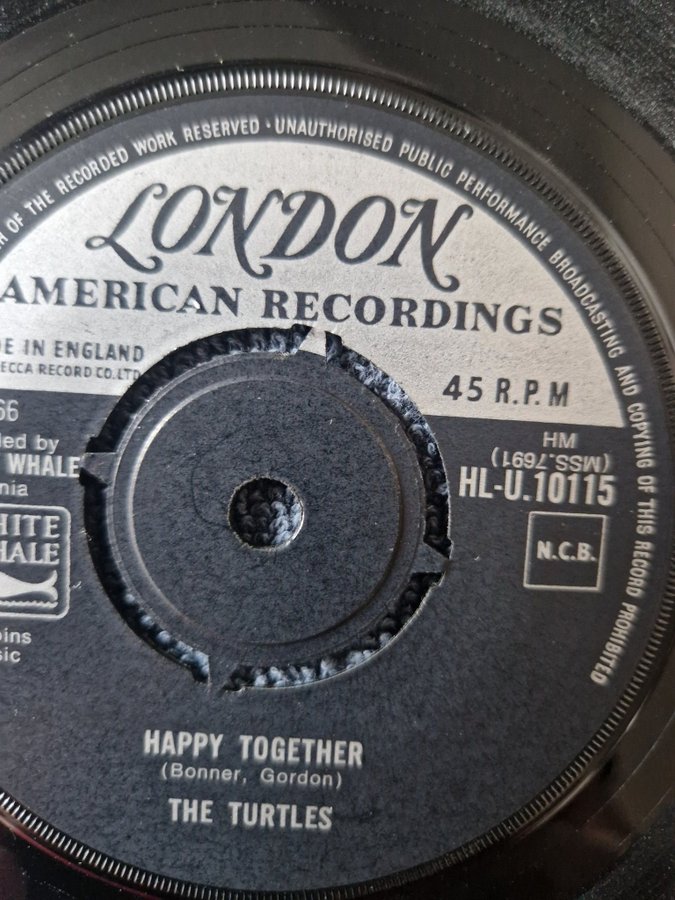 OF THE RECORDED WORK RESERVED · UNAUTHORISED PUBLIC PERFORMANCE BROADCASTING AND COPYING OF THIS RECORD PROHIBITED
LONDON
AMERICAN RECORDINGS
DE IN ENGLAND
ECCA RECORD CO. LTD
45 R.P.M
66
ded by
WHALE
nia
MH
(MSS.7691)
HL-U.10115
HITE
HALE
N.C.B.
bins
sic
HAPPY TOGETHER
(Bonner, Gordon)
THE TURTLES